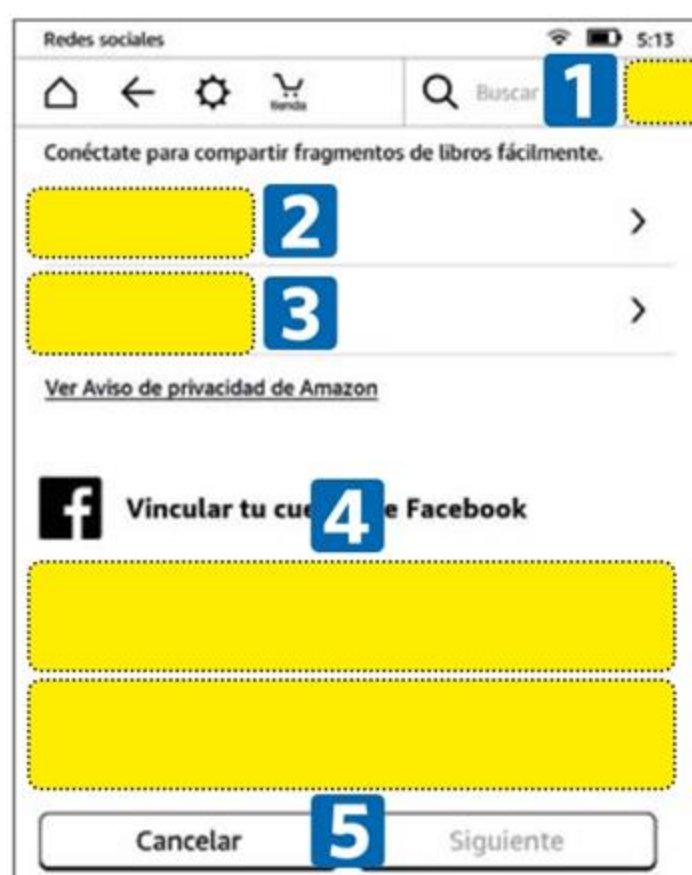 Redes sociales 5:13
tienda Buscar 1
Conéctate para compartir fragmentos de libros fácilmente.
2
3
Ver Aviso de privacidad de Amazon
f Vincular tu 4 Facebook
Cancelar 5 Siguiente